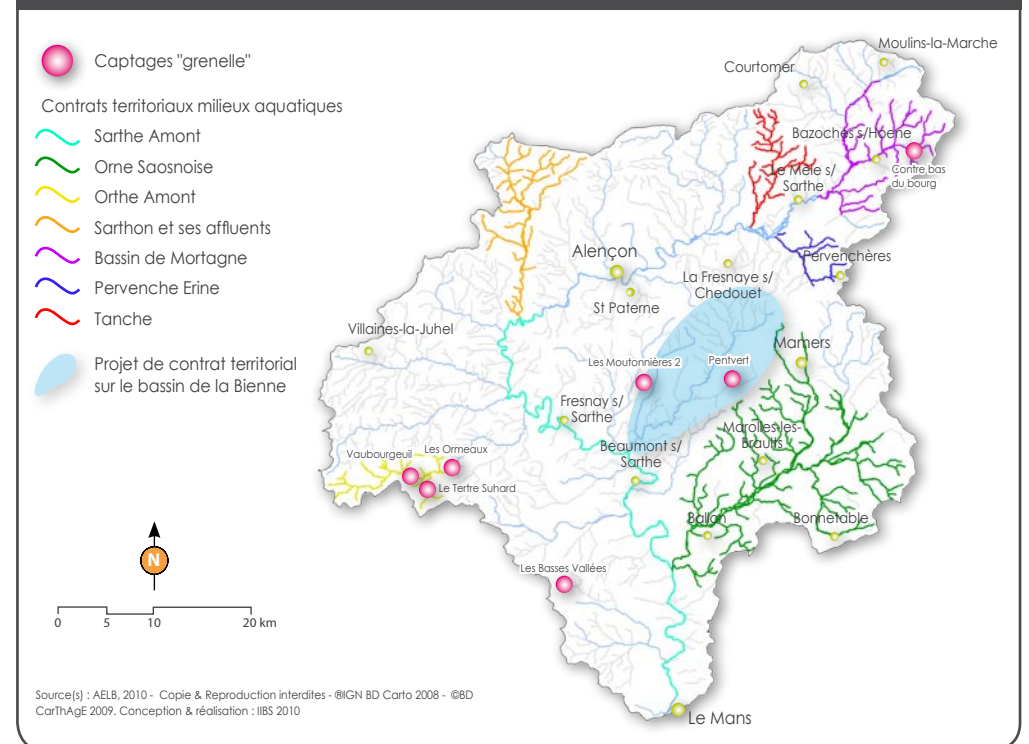 Captages "grenelle"
Contrats territoriaux milieux aquatiques
Sarthe Amont
Orne Saosnoise
Orthe Amont
Sarthon et ses affluents
Bassin de Mortagne
Pervenche Erine
Tanche
Projet de contrat territorial
sur le bassin de la Bienne
Moulins-la-Marche
Courtomer
Bazoches s/Hoene
Contre bas
du bourg
Le Mêle s/
Sarthe
Pervenchères
Alençon
La Fresnaye s/
Chedouet
St Paterne
Villaines-la-Juhel
Mamers
Les Moutonnières 2
Pentvert
Fresnay s/
Sarthe
Marolles-les-
Braults
Beaumont s/
Sarthe
Vaubourgeuil
Les Ormeaux
Le Tertre Suhard
Ballon
Bonnetable
Les Basses Vallées
Le Mans
N
0 5 10 20 km
Source(s) : AELB, 2010 - Copie & Reproduction interdites - ®IGN BD Carto 2008 - ©BD
CarThAgE 2009. Conception & réalisation : IIBS 2010